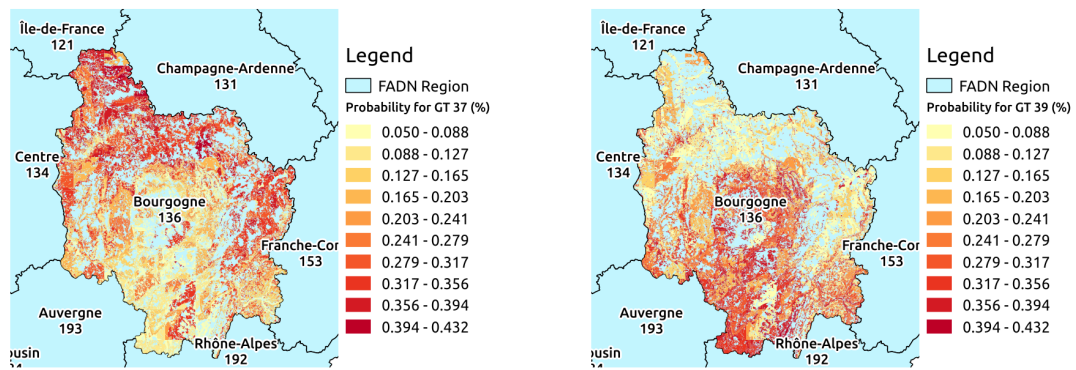 Île-de-France
121
Champagne-Ardenne
131
Centre
134
Bourgogne
136
Franche-Con
153
Auvergne
193
Rhône-Alpes
192
ousin
Legend
FADN Region
Probability for GT 37 (%)
0.050 - 0.088
0.088 - 0.127
0.127 - 0.165
0.165 - 0.203
0.203 - 0.241
0.241 - 0.279
0.279 - 0.317
0.317 - 0.356
0.356 - 0.394
0.394 - 0.432
Île-de-France
121
Champagne-Ardenne
131
Centre
134
Bourgogne
136
Franche-Con
153
Auvergne
193
Rhône-Alpes
192
ousin
Legend
FADN Region
Probability for GT 39 (%)
0.050 - 0.088
0.088 - 0.127
0.127 - 0.165
0.165 - 0.203
0.203 - 0.241
0.241 - 0.279
0.279 - 0.317
0.317 - 0.356
0.356 - 0.394
0.394 - 0.432